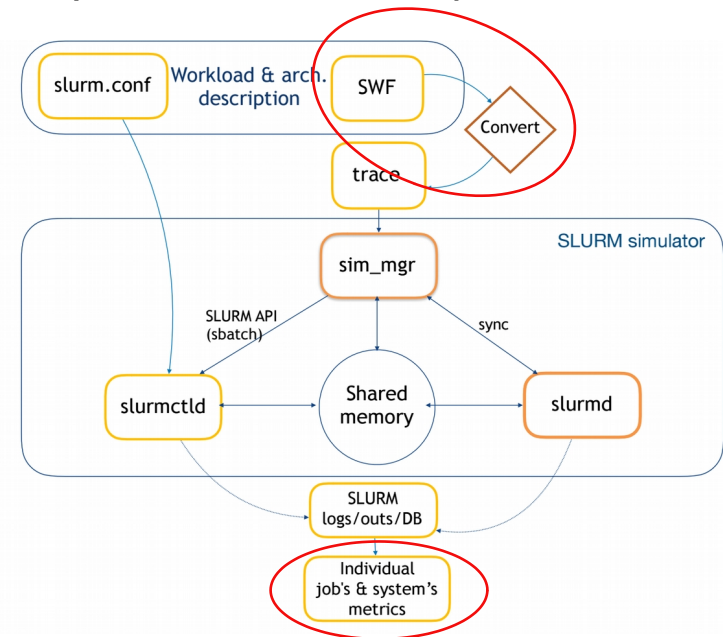 slurm.conf
Workload & arch.
description
SWF
Convert
trace
SLURM simulator
sim_mgr
SLURM API
(sbatch)
sync
slurmctld
Shared
memory
slurmd
SLURM
logs/outs/DB
Individual
job's & system's
metrics